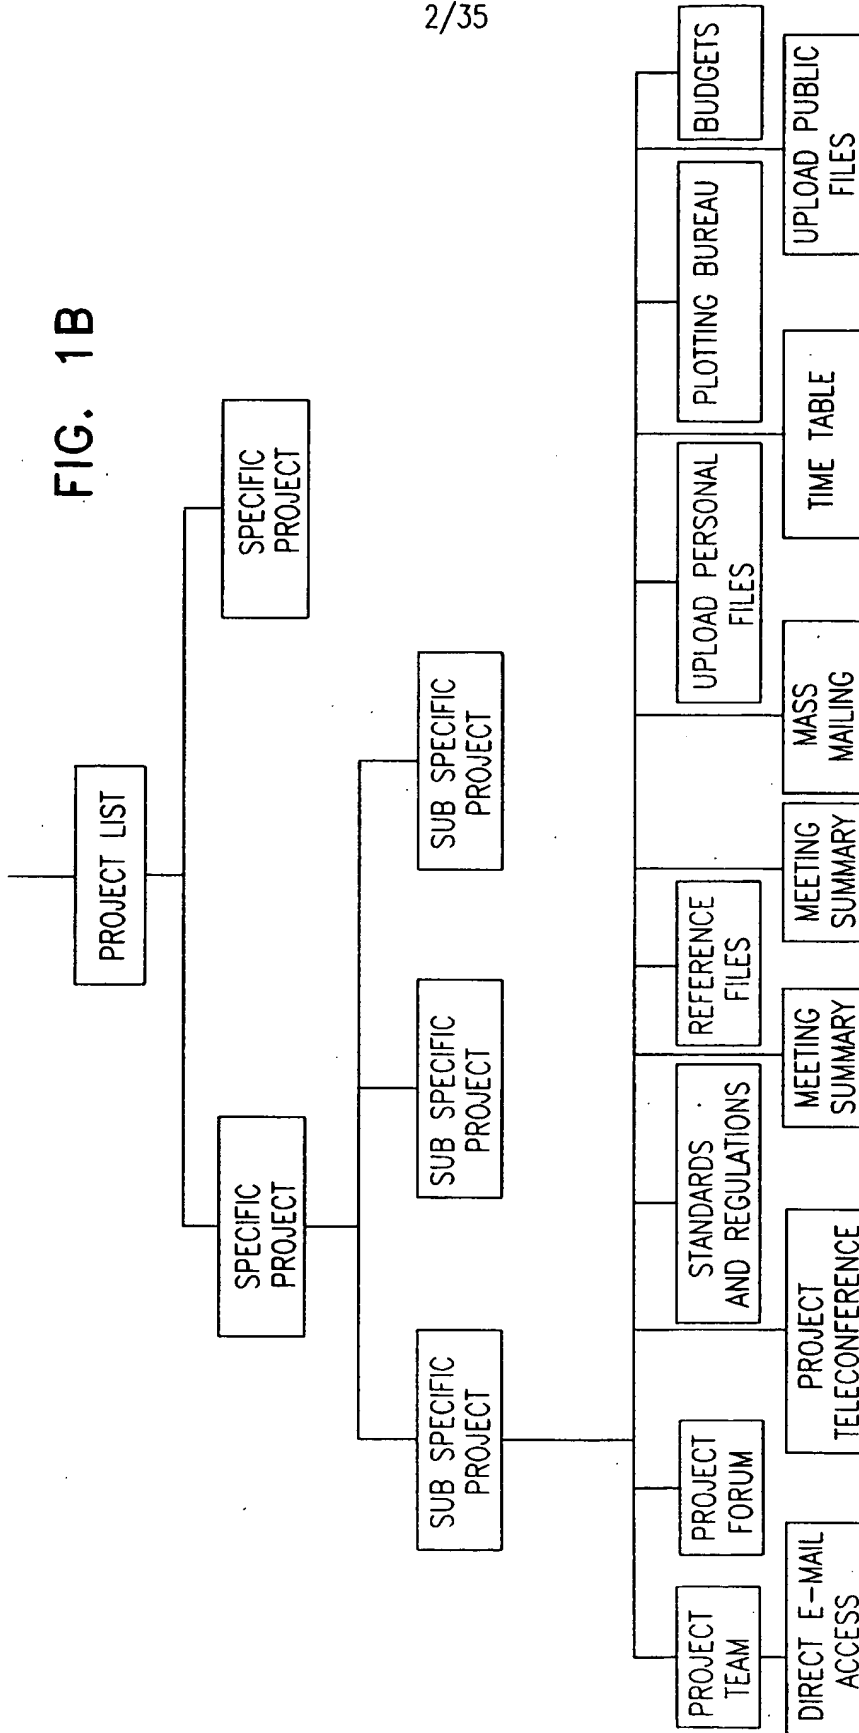 2/35
FIG. 1B
PROJECT LIST
SPECIFIC
PROJECT
SPECIFIC
PROJECT
SUB SPECIFIC
PROJECT
SUB SPECIFIC
PROJECT
SUB SPECIFIC
PROJECT
PROJECT
TEAM
PROJECT
FORUM
STANDARDS
AND REGULATIONS
REFERENCE
FILES
UPLOAD PERSONAL
FILES
PLOTTING BUREAU
BUDGETS
DIRECT E-MAIL
ACCESS
PROJECT
TELECONFERENCE
MEETING
SUMMARY
MEETING
SUMMARY
MASS
MAILING
TIME TABLE
UPLOAD PUBLIC
FILES